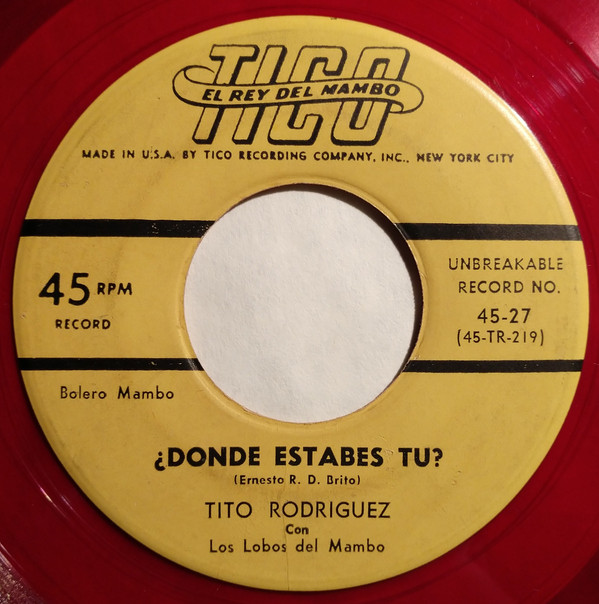 TICO
EL REY DEL MAMBO
MADE IN U.S.A. BY TICO RECORDING COMPANY, INC., NEW YORK CITY
45 RPM
RECORD
UNBREAKABLE
RECORD NO.
45-27
(45-TR-219)
Bolero Mambo
¿DONDE ESTABES TU?
(Ernesto R. D. Brito)
TITO RODRIGUEZ
Con
Los Lobos del Mambo